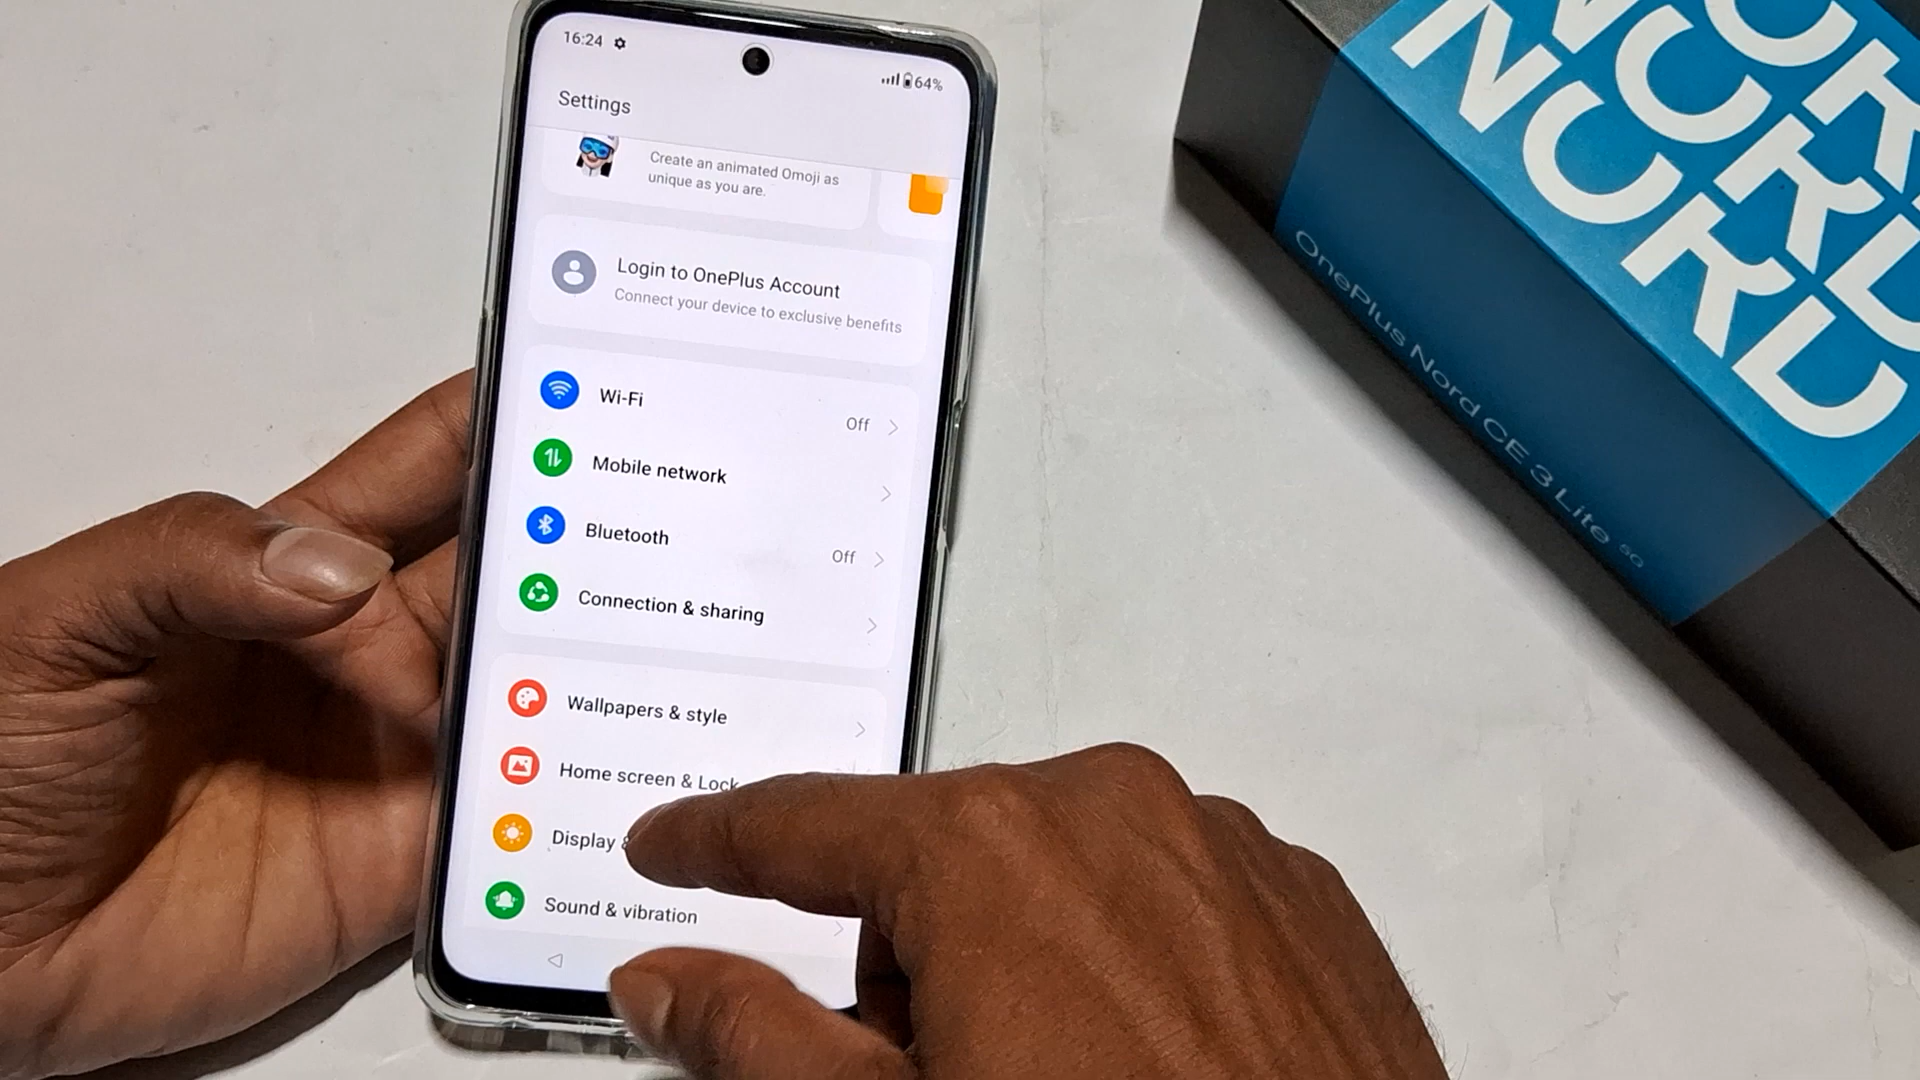 16:24
64%
Settings
Create an animated Omoji as
unique as you are.
Login to OnePlus Account
Connect your device to exclusive benefits
Wi-Fi
Off
Mobile network
Bluetooth
Off
Connection & sharing
Wallpapers & style
Home screen & Lock
Display
Sound & vibration
NORD
NORD
OnePlus Nord CE 3 Lite 5G